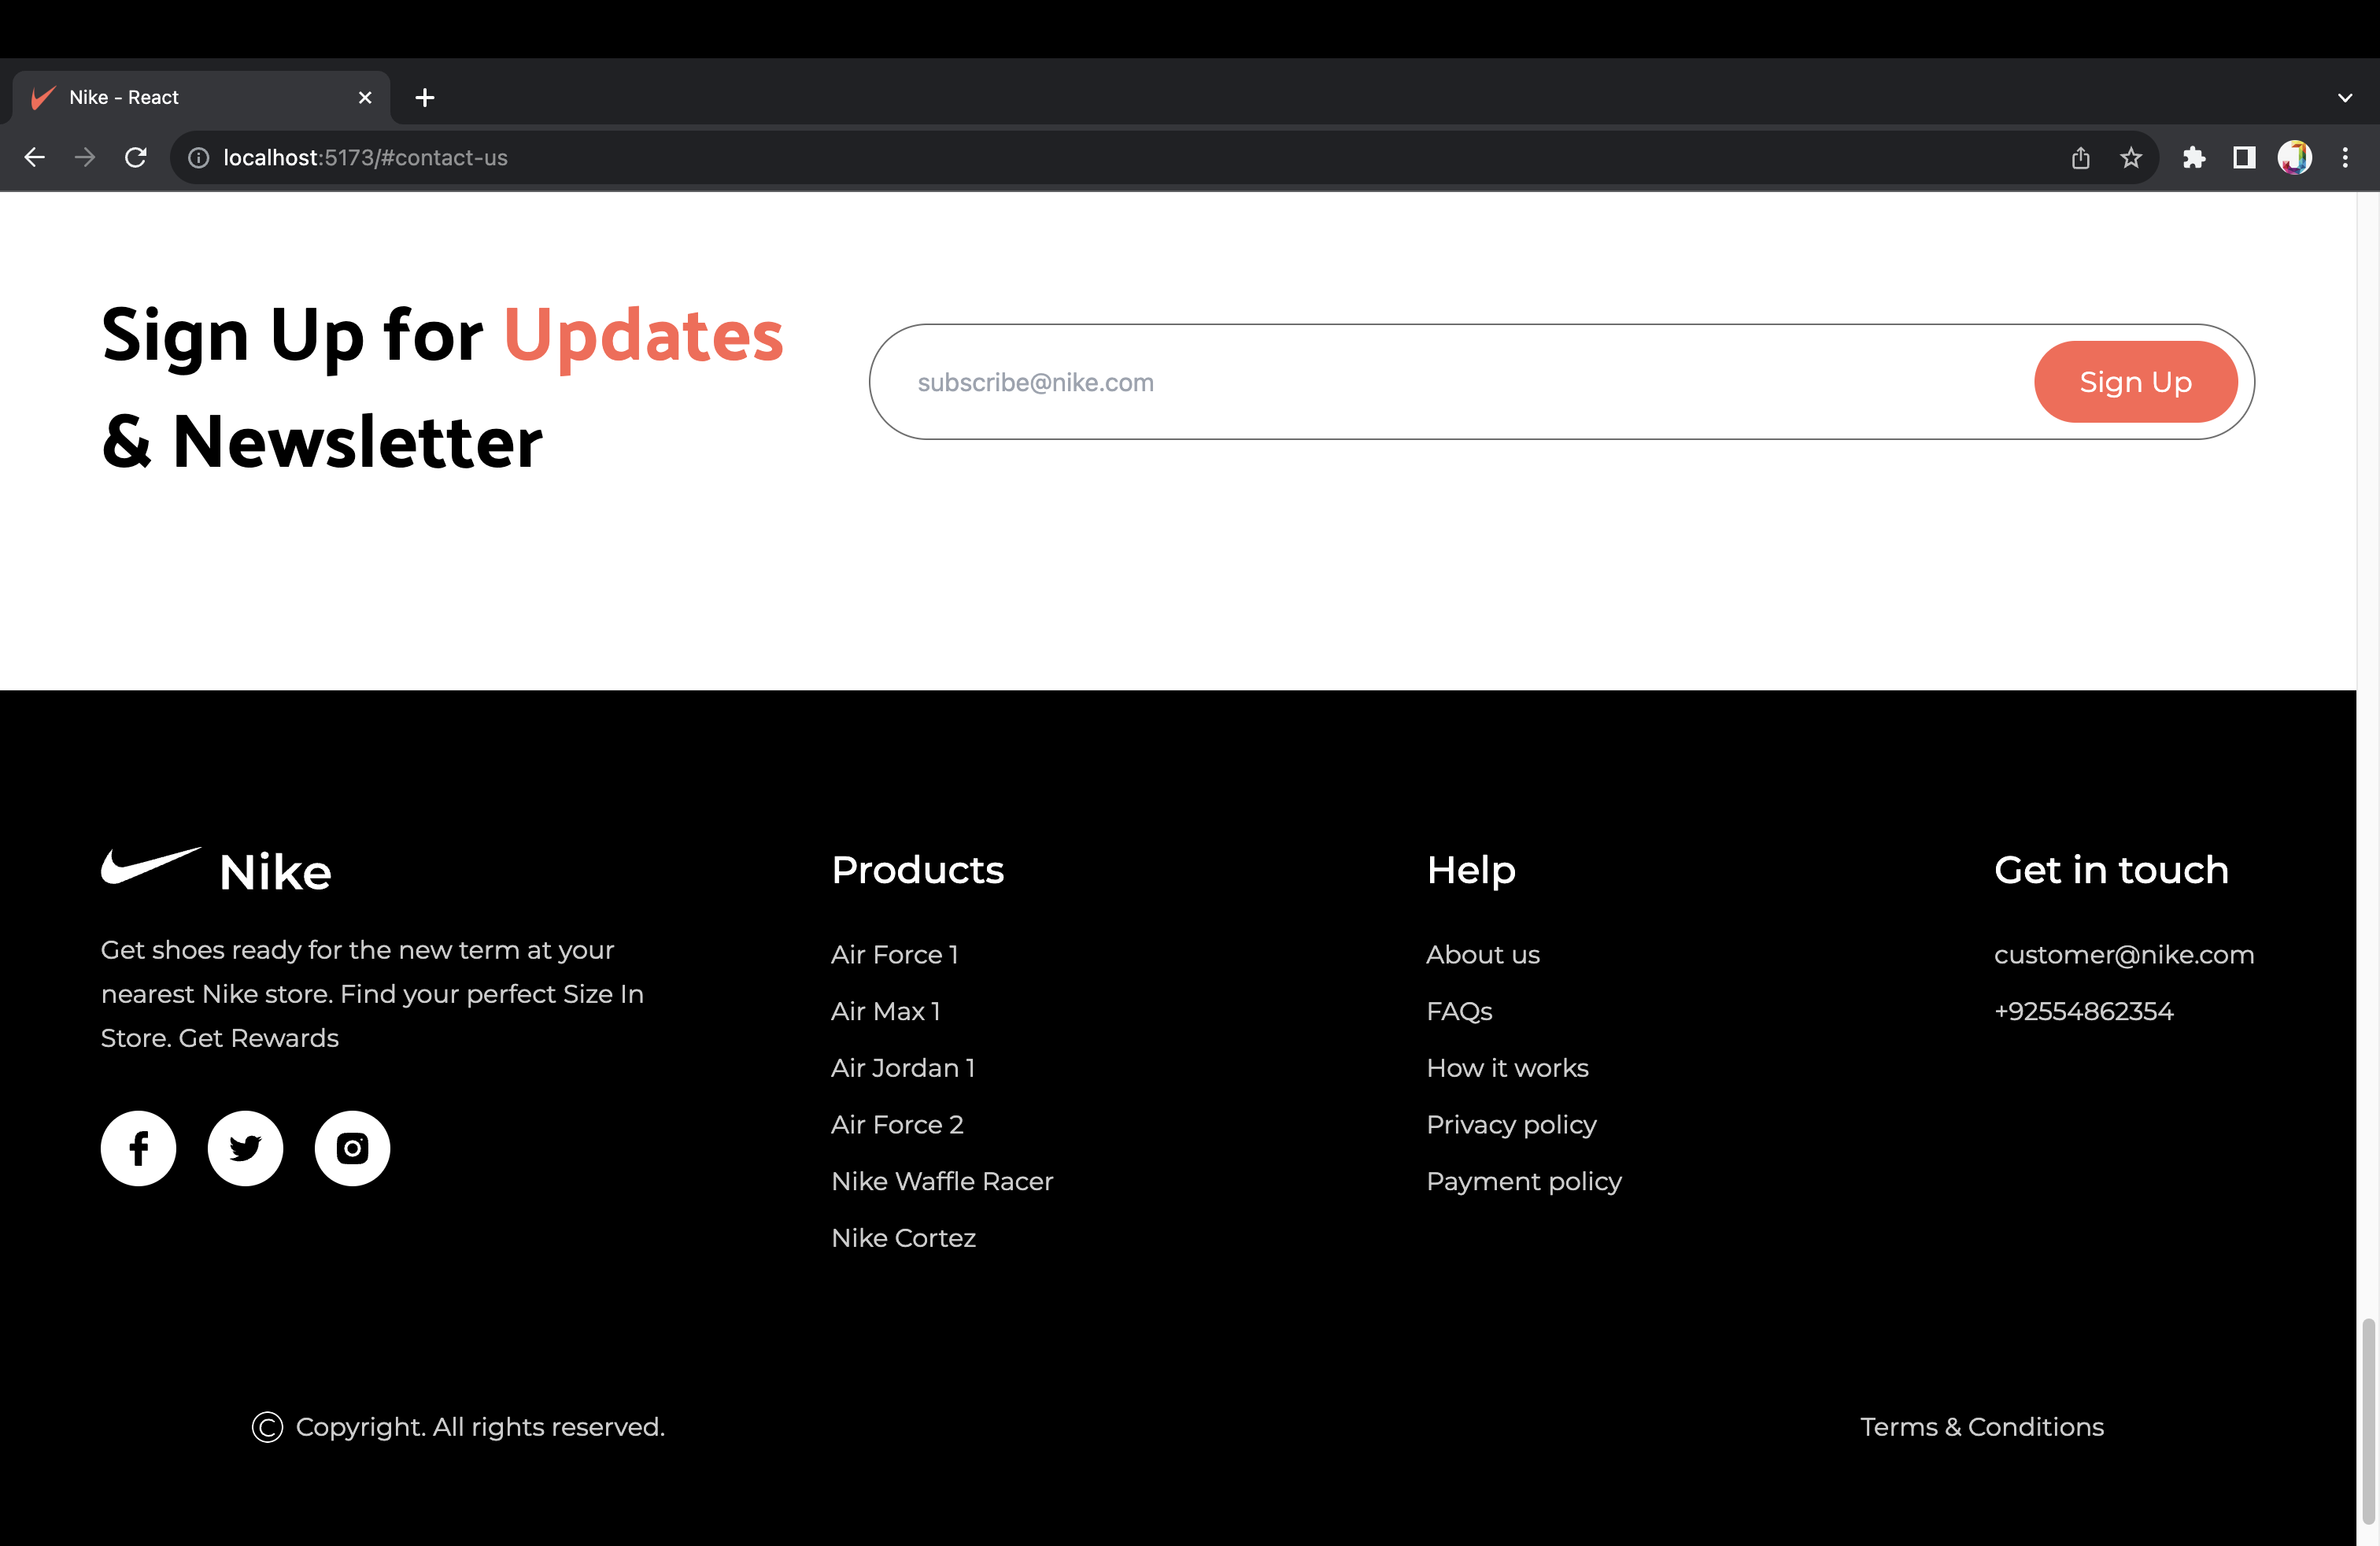 Nike - React
localhost:5173/#contact-us
Sign Up for Updates
& Newsletter
subscribe@nike.com
Sign Up
Nike
Get shoes ready for the new term at your
nearest Nike store. Find your perfect Size In
Store. Get Rewards
Products
Air Force 1
Air Max 1
Air Jordan 1
Air Force 2
Nike Waffle Racer
Nike Cortez
Help
About us
FAQs
How it works
Privacy policy
Payment policy
Get in touch
customer@nike.com
+92554862354
© Copyright. All rights reserved.
Terms & Conditions